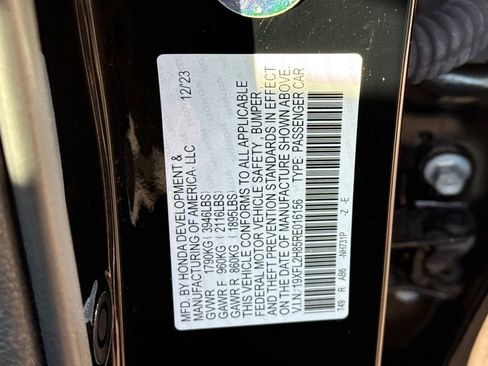 MFD. BY HONDA DEVELOPMENT &
MANUFACTURING OF AMERICA, LLC 12/23
GVWR 1790KG (3946LBS)
GAWR F 960KG (2116LBS)
GAWR R 860KG (1895LBS)
THIS VEHICLE CONFORMS TO ALL APPLICABLE
FEDERAL MOTOR VEHICLE SAFETY , BUMPER
AND THEFT PREVENTION STANDARDS IN EFFECT
ON THE DATE OF MANUFACTURE SHOWN ABOVE.
V.I.N. 19XFL2H85RE016156 TYPE: PASSENGER CAR
T49 R A66 -NH731P -Z -E